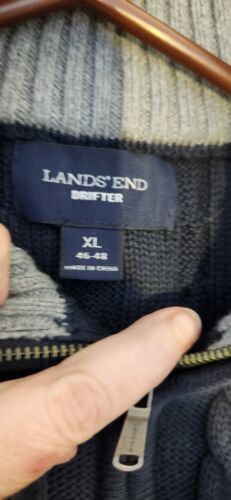 LANDS' END
DRIFTER
XL
46-48
MADE IN CHINA